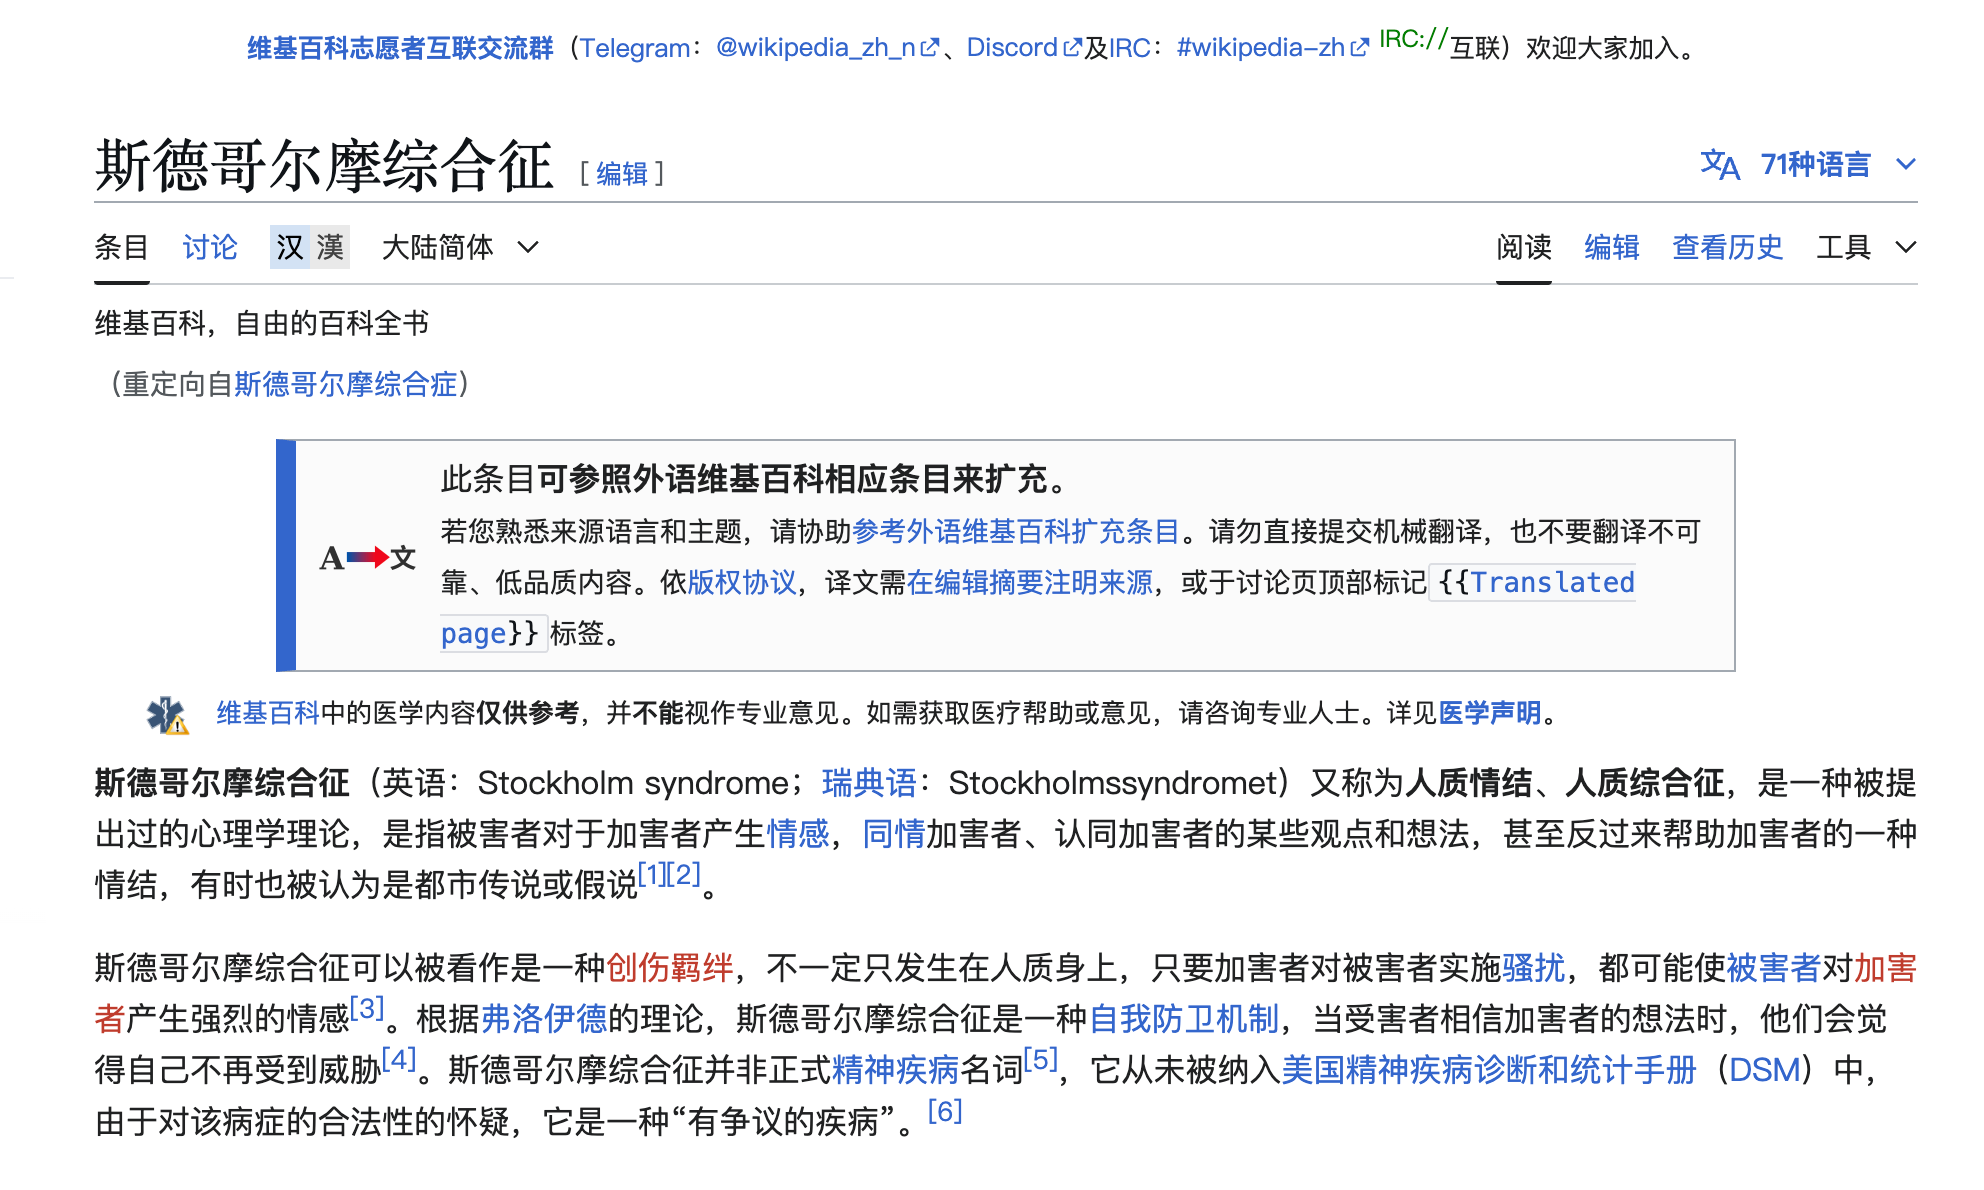 维基百科志愿者互联交流群（Telegram：@wikipedia_zh_n、Discord及IRC：#wikipedia-zh IRC://互联）欢迎大家加入。
斯德哥尔摩综合征 [ 编辑 ]
文A 71种语言
条目 讨论 汉 漢 大陆简体 阅读 编辑 查看历史 工具
维基百科，自由的百科全书
（重定向自斯德哥尔摩综合症）
此条目可参照外语维基百科相应条目来扩充。
若您熟悉来源语言和主题，请协助参考外语维基百科扩充条目。请勿直接提交机械翻译，也不要翻译不可
A 文
靠、低品质内容。依版权协议，译文需在编辑摘要注明来源，或于讨论页顶部标记{{Translated
page}}标签。
维基百科中的医学内容仅供参考，并不能视作专业意见。如需获取医疗帮助或意见，请咨询专业人士。详见医学声明。
斯德哥尔摩综合征（英语：Stockholm syndrome；瑞典语：Stockholmssyndromet）又称为人质情结、人质综合征，是一种被提
出过的心理学理论，是指被害者对于加害者产生情感，同情加害者、认同加害者的某些观点和想法，甚至反过来帮助加害者的一种
情结，有时也被认为是都市传说或假说[1][2]。
斯德哥尔摩综合征可以被看作是一种创伤羁绊，不一定只发生在人质身上，只要加害者对被害者实施骚扰，都可能使被害者对加害
者产生强烈的情感[3]。根据弗洛伊德的理论，斯德哥尔摩综合征是一种自我防卫机制，当受害者相信加害者的想法时，他们会觉
得自己不再受到威胁[4]。斯德哥尔摩综合征并非正式精神疾病名词[5]，它从未被纳入美国精神疾病诊断和统计手册（DSM）中，
由于对该病症的合法性的怀疑，它是一种“有争议的疾病”。[6]